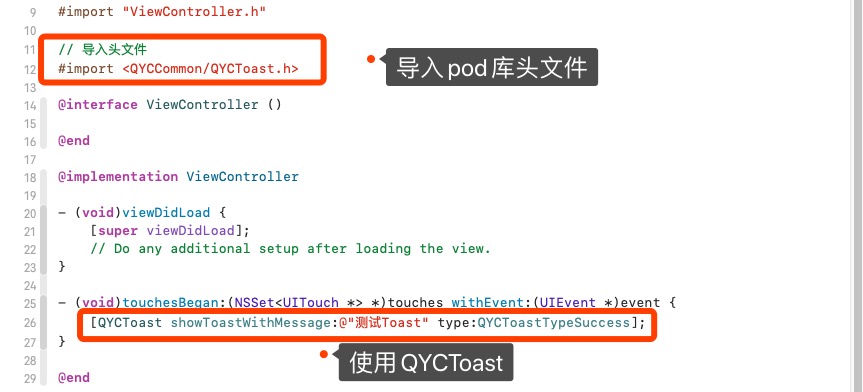 9 #import "ViewController.h"
10
11 // 导入头文件
12 #import <QYCCommon/QYCToast.h>
导入pod库头文件
13
14 @interface ViewController ()
15
16 @end
17
18 @implementation ViewController
19
20 - (void)viewDidLoad {
21 [super viewDidLoad];
22 // Do any additional setup after loading the view.
23 }
24
25 - (void)touchesBegan:(NSSet<UITouch *> *)touches withEvent:(UIEvent *)event {
26 [QYCToast showToastWithMessage:@"测试Toast" type:QYCToastTypeSuccess];
27 }
使用QYCToast
28
29 @end